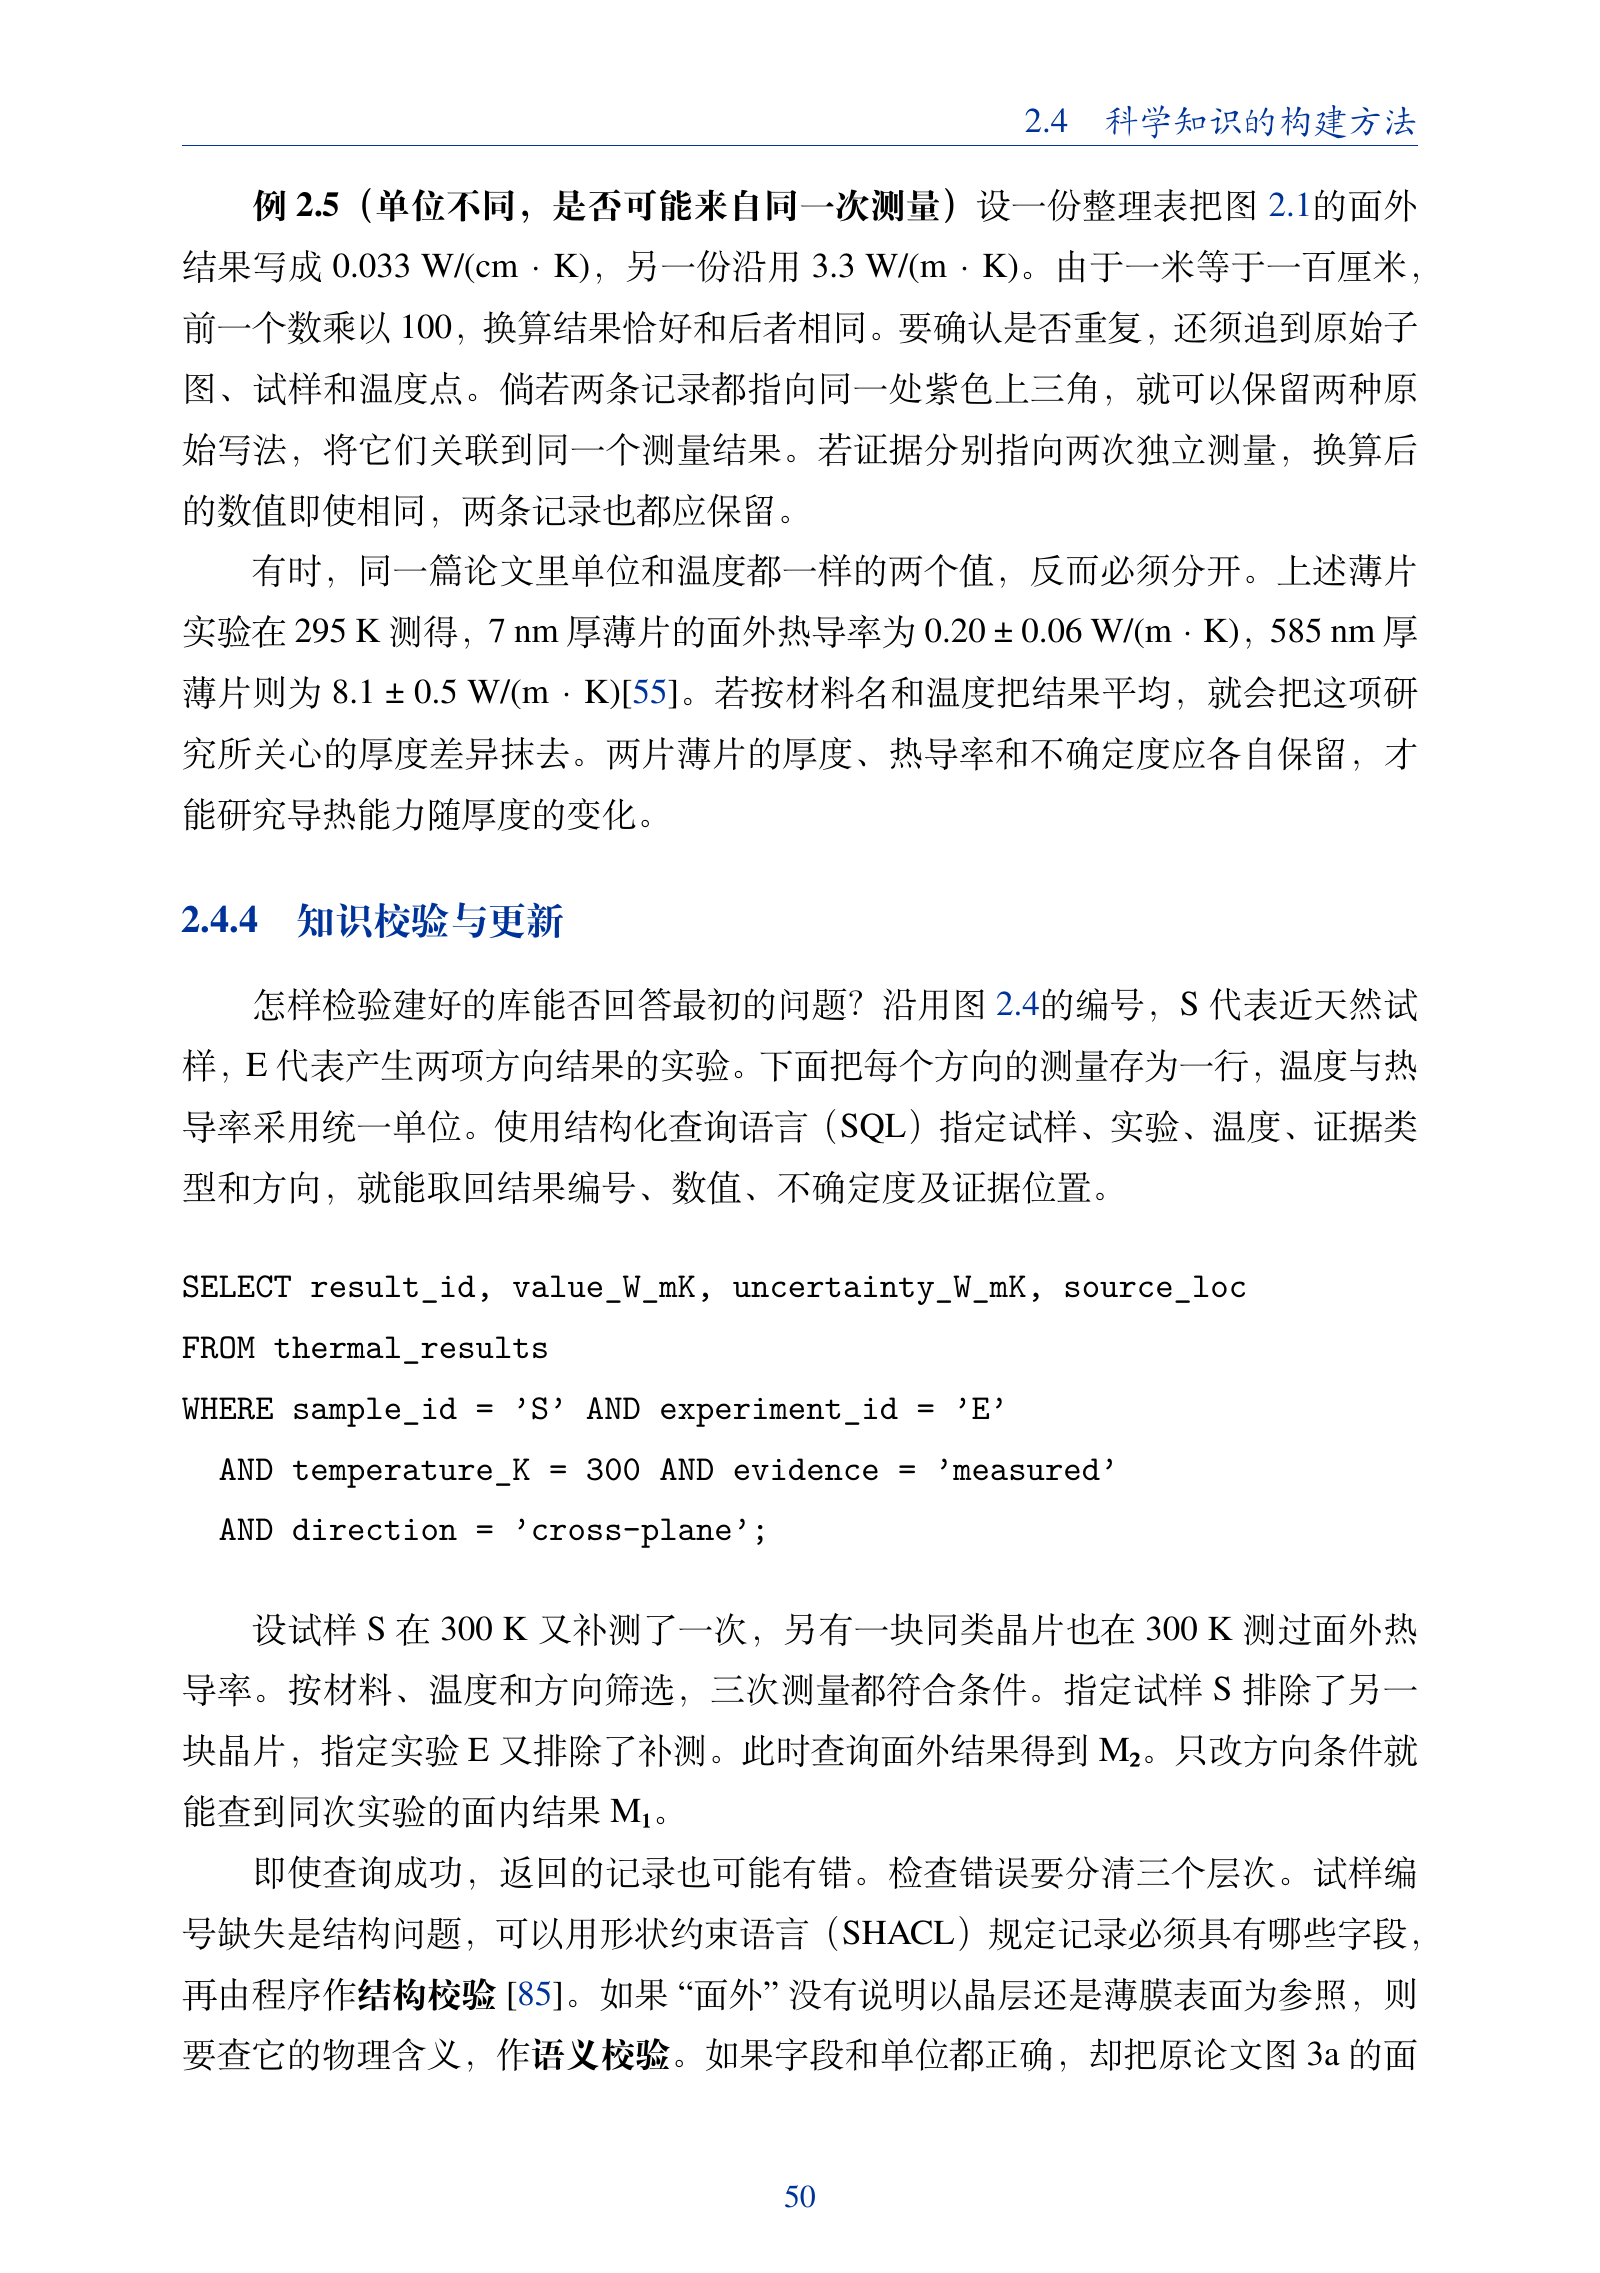 2.4 科学知识的构建方法
例 2.5（单位不同，是否可能来自同一次测量）设一份整理表把图 2.1的面外
结果写成 0.033 W/(cm · K)，另一份沿用 3.3 W/(m · K)。由于一米等于一百厘米，
前一个数乘以 100，换算结果恰好和后者相同。要确认是否重复，还须追到原始子
图、试样和温度点。倘若两条记录都指向同一处紫色上三角，就可以保留两种原
始写法，将它们关联到同一个测量结果。若证据分别指向两次独立测量，换算后
的数值即使相同，两条记录也都应保留。
有时，同一篇论文里单位和温度都一样的两个值，反而必须分开。上述薄片
实验在 295 K 测得，7 nm 厚薄片的面外热导率为 0.20 ± 0.06 W/(m · K)，585 nm 厚
薄片则为 8.1 ± 0.5 W/(m · K)[55]。若按材料名和温度把结果平均，就会把这项研
究所关心的厚度差异抹去。两片薄片的厚度、热导率和不确定度应各自保留，才
能研究导热能力随厚度的变化。
2.4.4 知识校验与更新
怎样检验建好的库能否回答最初的问题？沿用图 2.4的编号，S 代表近天然试
样，E 代表产生两项方向结果的实验。下面把每个方向的测量存为一行，温度与热
导率采用统一单位。使用结构化查询语言（SQL）指定试样、实验、温度、证据类
型和方向，就能取回结果编号、数值、不确定度及证据位置。
SELECT result_id, value_W_mK, uncertainty_W_mK, source_loc
FROM thermal_results
WHERE sample_id = ’S’ AND experiment_id = ’E’
AND temperature_K = 300 AND evidence = ’measured’
AND direction = ’cross-plane’;
设试样 S 在 300 K 又补测了一次，另有一块同类晶片也在 300 K 测过面外热
导率。按材料、温度和方向筛选，三次测量都符合条件。指定试样 S 排除了另一
块晶片，指定实验 E 又排除了补测。此时查询面外结果得到 M₂。只改方向条件就
能查到同次实验的面内结果 M₁。
即使查询成功，返回的记录也可能有错。检查错误要分清三个层次。试样编
号缺失是结构问题，可以用形状约束语言（SHACL）规定记录必须具有哪些字段，
再由程序作结构校验 [85]。如果 “面外” 没有说明以晶层还是薄膜表面为参照，则
要查它的物理含义，作语义校验。如果字段和单位都正确，却把原论文图 3a 的面
50